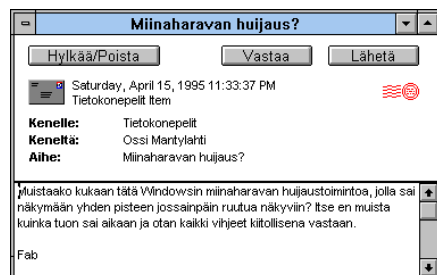 Miinaharavan huijaus?
Hylkää/Poista Vastaa Lähetä
Saturday, April 15, 1995 11:33:37 PM
Tietokonepelit Item
Kenelle: Tietokonepelit
Keneltä: Ossi Mantylahti
Aihe: Miinaharavan huijaus?
Muistaako kukaan tätä Windowsin miinaharavan huijaustoimintoa, jolla sai
näkymään yhden pisteen jossainpäin ruutua näkyviin? Itse en muista
kuinka tuon sai aikaan ja otan kaikki vihjeet kiitollisena vastaan.
Fab